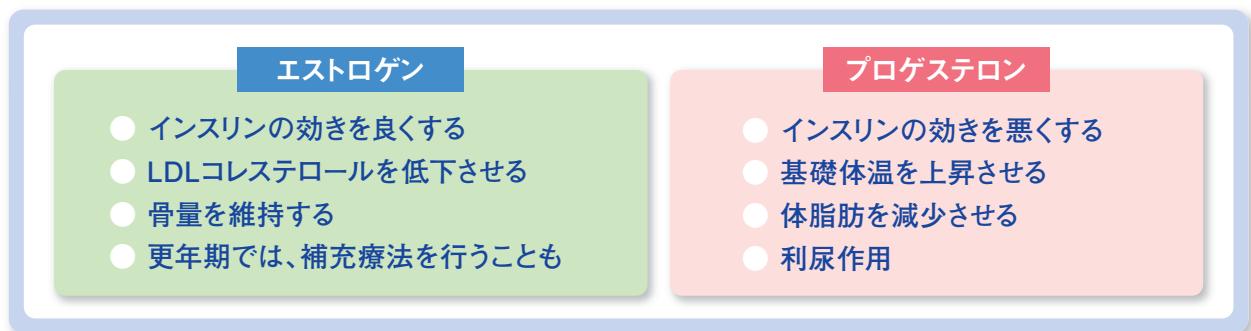 エストロゲン
インスリンの効きを良くする
LDLコレステロールを低下させる
骨量を維持する
更年期では、補充療法を行うことも
プロゲステロン
インスリンの効きを悪くする
基礎体温を上昇させる
体脂肪を減少させる
利尿作用